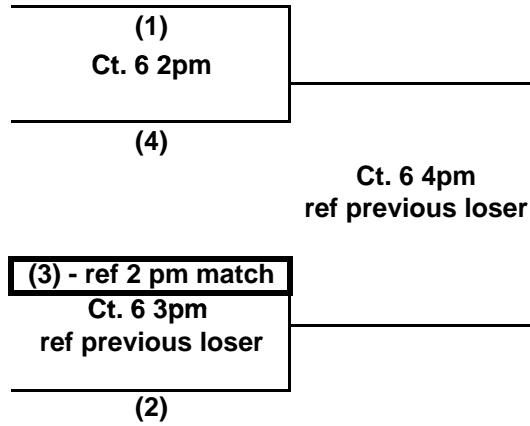 (1)
Ct. 6 2pm
(4)
Ct. 6 4pm
ref previous loser
(3) - ref 2 pm match
Ct. 6 3pm
ref previous loser
(2)